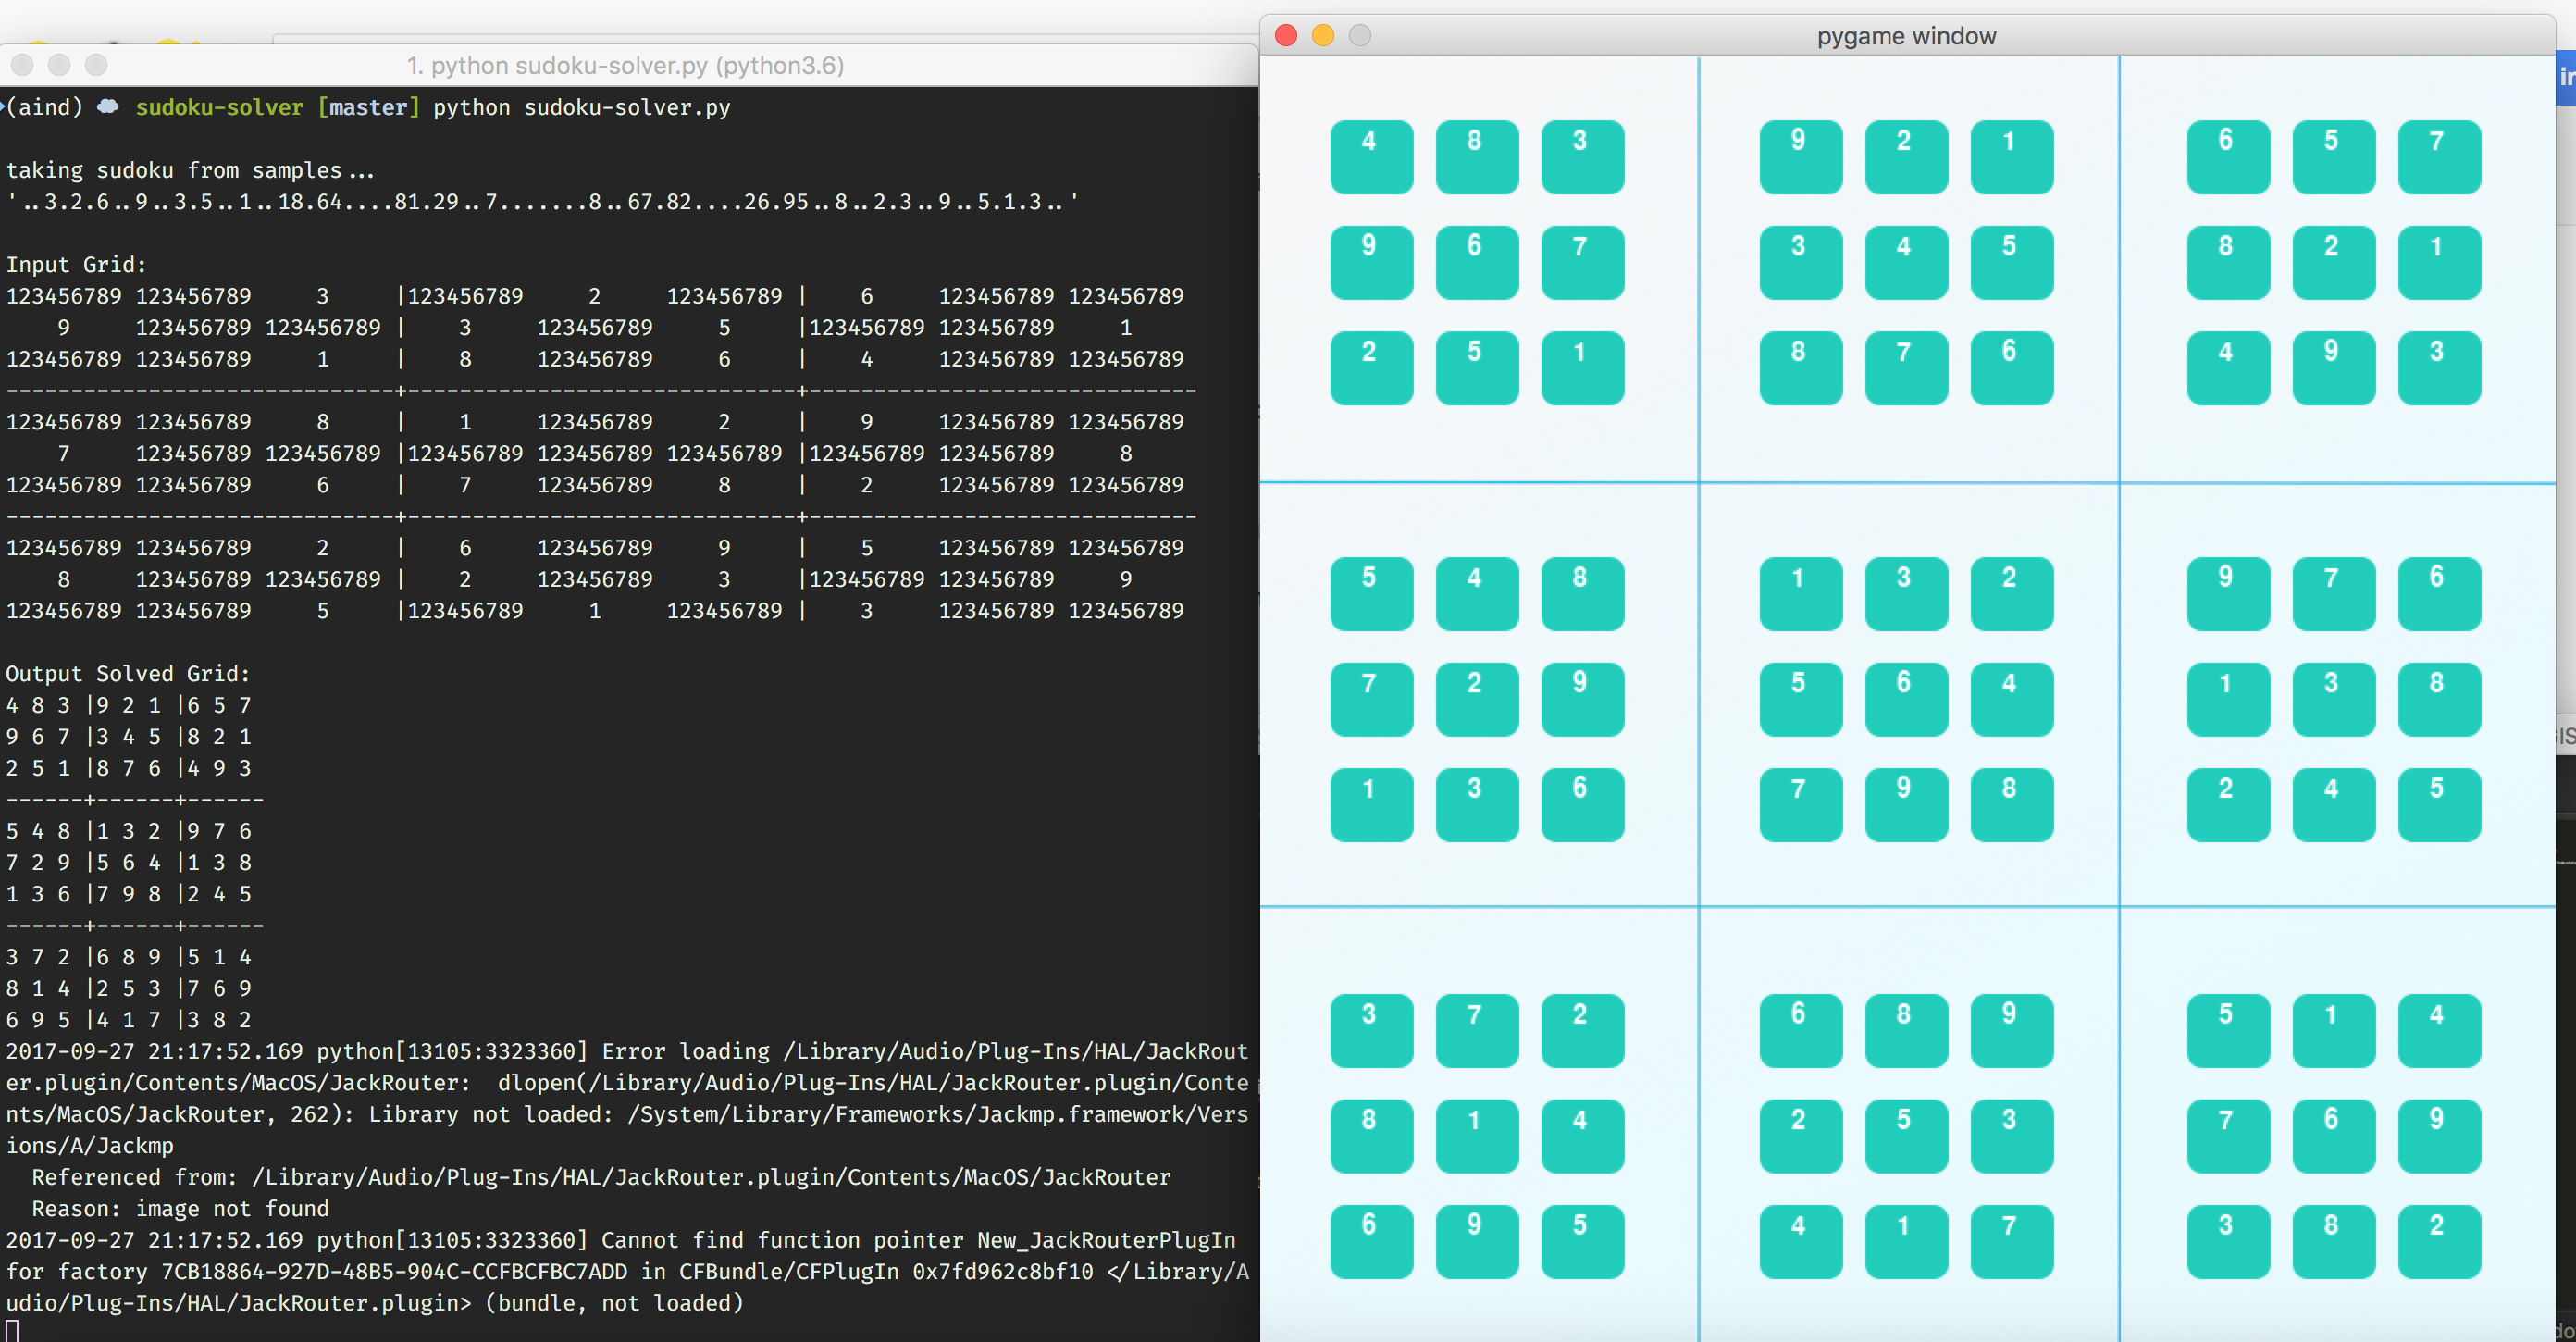 1. python sudoku-solver.py (python3.6)
(aind) sudoku-solver [master] python sudoku-solver.py
taking sudoku from samples...
'..3.2.6..9..3.5..1..18.64....81.29..7.......8..67.82....26.95..8..2.3..9..5.1.3..'
Input Grid:
123456789 123456789 3 |123456789 2 123456789 | 6 123456789 123456789
9 123456789 123456789 | 3 123456789 5 |123456789 123456789 1
123456789 123456789 1 | 8 123456789 6 | 4 123456789 123456789
------------------------------+------------------------------+------------------------------
123456789 123456789 8 | 1 123456789 2 | 9 123456789 123456789
7 123456789 123456789 |123456789 123456789 123456789 |123456789 123456789 8
123456789 123456789 6 | 7 123456789 8 | 2 123456789 123456789
------------------------------+------------------------------+------------------------------
123456789 123456789 2 | 6 123456789 9 | 5 123456789 123456789
8 123456789 123456789 | 2 123456789 3 |123456789 123456789 9
123456789 123456789 5 |123456789 1 123456789 | 3 123456789 123456789
Output Solved Grid:
4 8 3 |9 2 1 |6 5 7
9 6 7 |3 4 5 |8 2 1
2 5 1 |8 7 6 |4 9 3
------+------+------
5 4 8 |1 3 2 |9 7 6
7 2 9 |5 6 4 |1 3 8
1 3 6 |7 9 8 |2 4 5
------+------+------
3 7 2 |6 8 9 |5 1 4
8 1 4 |2 5 3 |7 6 9
6 9 5 |4 1 7 |3 8 2
2017-09-27 21:17:52.169 python[13105:3323360] Error loading /Library/Audio/Plug-Ins/HAL/JackRout
er.plugin/Contents/MacOS/JackRouter:  dlopen(/Library/Audio/Plug-Ins/HAL/JackRouter.plugin/Conte
nts/MacOS/JackRouter, 262): Library not loaded: /System/Library/Frameworks/Jackmp.framework/Vers
ions/A/Jackmp
Referenced from: /Library/Audio/Plug-Ins/HAL/JackRouter.plugin/Contents/MacOS/JackRouter
Reason: image not found
2017-09-27 21:17:52.169 python[13105:3323360] Cannot find function pointer New_JackRouterPlugIn
for factory 7CB18864-927D-48B5-904C-CCFBCFBC7ADD in CFBundle/CFPlugIn 0x7fd962c8bf10 </Library/A
udio/Plug-Ins/HAL/JackRouter.plugin> (bundle, not loaded)
pygame window
4 8 3 9 2 1 6 5 7
9 6 7 3 4 5 8 2 1
2 5 1 8 7 6 4 9 3
5 4 8 1 3 2 9 7 6
7 2 9 5 6 4 1 3 8
1 3 6 7 9 8 2 4 5
3 7 2 6 8 9 5 1 4
8 1 4 2 5 3 7 6 9
6 9 5 4 1 7 3 8 2